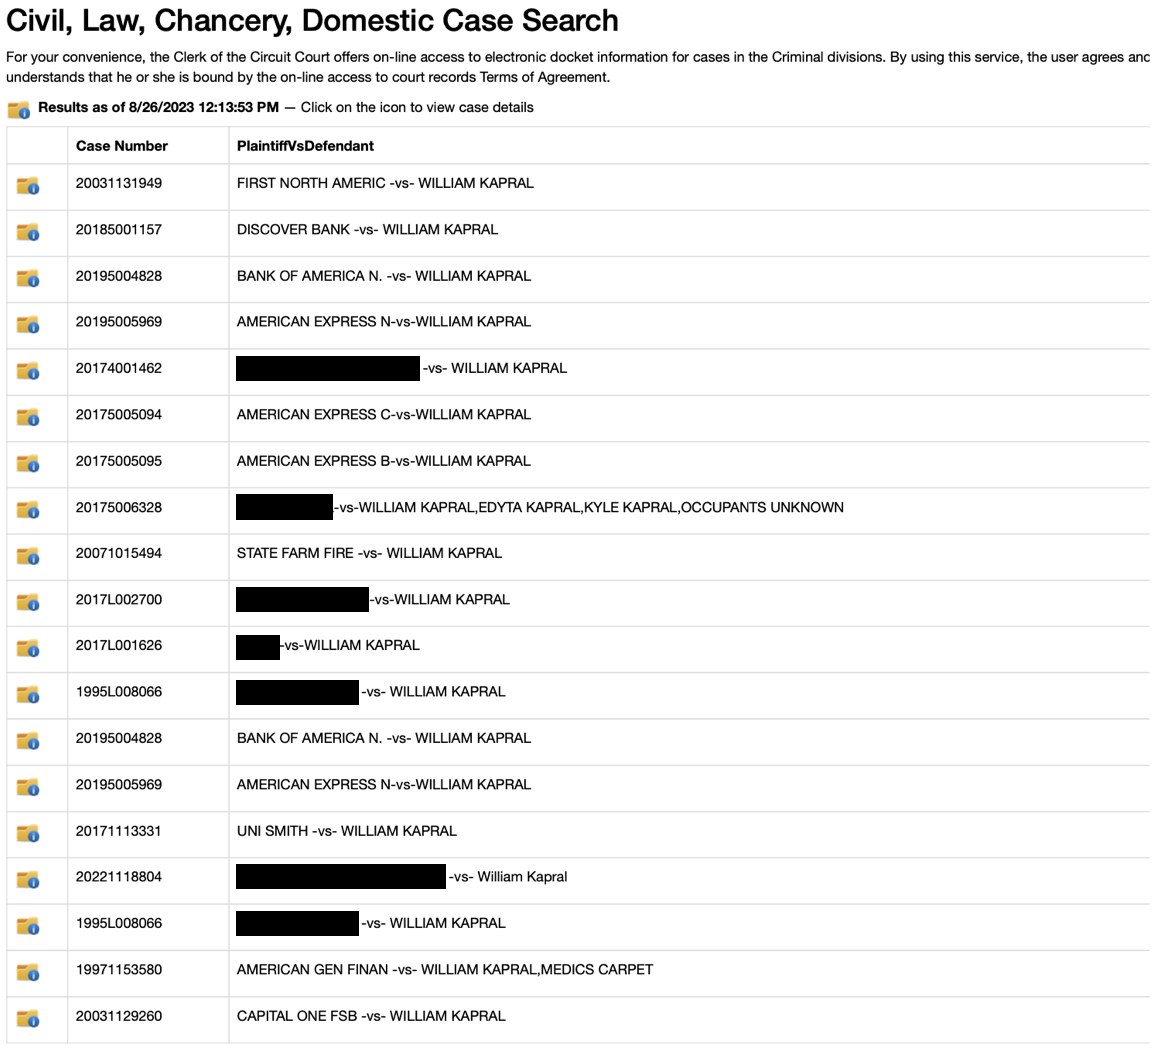 Civil, Law, Chancery, Domestic Case Search
For your convenience, the Clerk of the Circuit Court offers on-line access to electronic docket information for cases in the Criminal divisions. By using this service, the user agrees and
understands that he or she is bound by the on-line access to court records Terms of Agreement.
Results as of 8/26/2023 12:13:53 PM — Click on the icon to view case details
Case Number PlaintiffVsDefendant
20031131949 FIRST NORTH AMERIC -vs- WILLIAM KAPRAL
20185001157 DISCOVER BANK -vs- WILLIAM KAPRAL
20195004828 BANK OF AMERICA N. -vs- WILLIAM KAPRAL
20195005969 AMERICAN EXPRESS N-vs-WILLIAM KAPRAL
20174001462 -vs- WILLIAM KAPRAL
20175005094 AMERICAN EXPRESS C-vs-WILLIAM KAPRAL
20175005095 AMERICAN EXPRESS B-vs-WILLIAM KAPRAL
20175006328 -vs-WILLIAM KAPRAL,EDYTA KAPRAL,KYLE KAPRAL,OCCUPANTS UNKNOWN
20071015494 STATE FARM FIRE -vs- WILLIAM KAPRAL
2017L002700 -vs-WILLIAM KAPRAL
2017L001626 -vs-WILLIAM KAPRAL
1995L008066 -vs- WILLIAM KAPRAL
20195004828 BANK OF AMERICA N. -vs- WILLIAM KAPRAL
20195005969 AMERICAN EXPRESS N-vs-WILLIAM KAPRAL
20171113331 UNI SMITH -vs- WILLIAM KAPRAL
20221118804 -vs- William Kapral
1995L008066 -vs- WILLIAM KAPRAL
19971153580 AMERICAN GEN FINAN -vs- WILLIAM KAPRAL,MEDICS CARPET
20031129260 CAPITAL ONE FSB -vs- WILLIAM KAPRAL